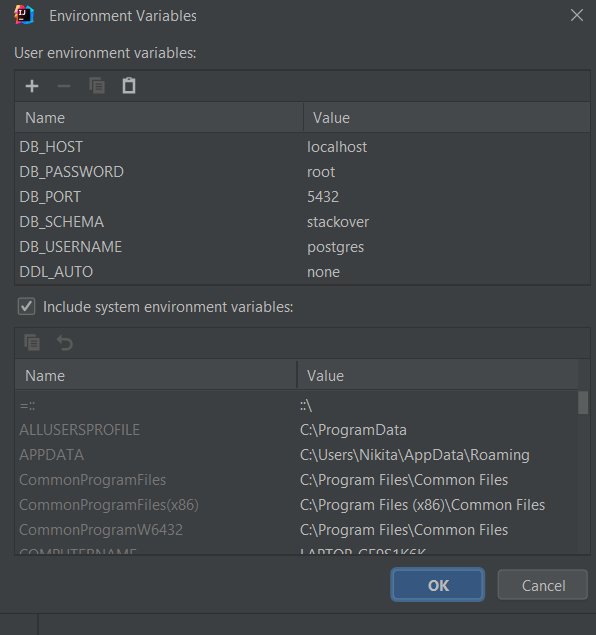 Environment Variables
User environment variables:
Name Value
DB_HOST localhost
DB_PASSWORD root
DB_PORT 5432
DB_SCHEMA stackover
DB_USERNAME postgres
DDL_AUTO none
Include system environment variables:
Name Value
=:: ::\
ALLUSERSPROFILE C:\ProgramData
APPDATA C:\Users\Nikita\AppData\Roaming
CommonProgramFiles C:\Program Files\Common Files
CommonProgramFiles(x86) C:\Program Files (x86)\Common Files
CommonProgramW6432 C:\Program Files\Common Files
COMPUTERNAME
OK Cancel